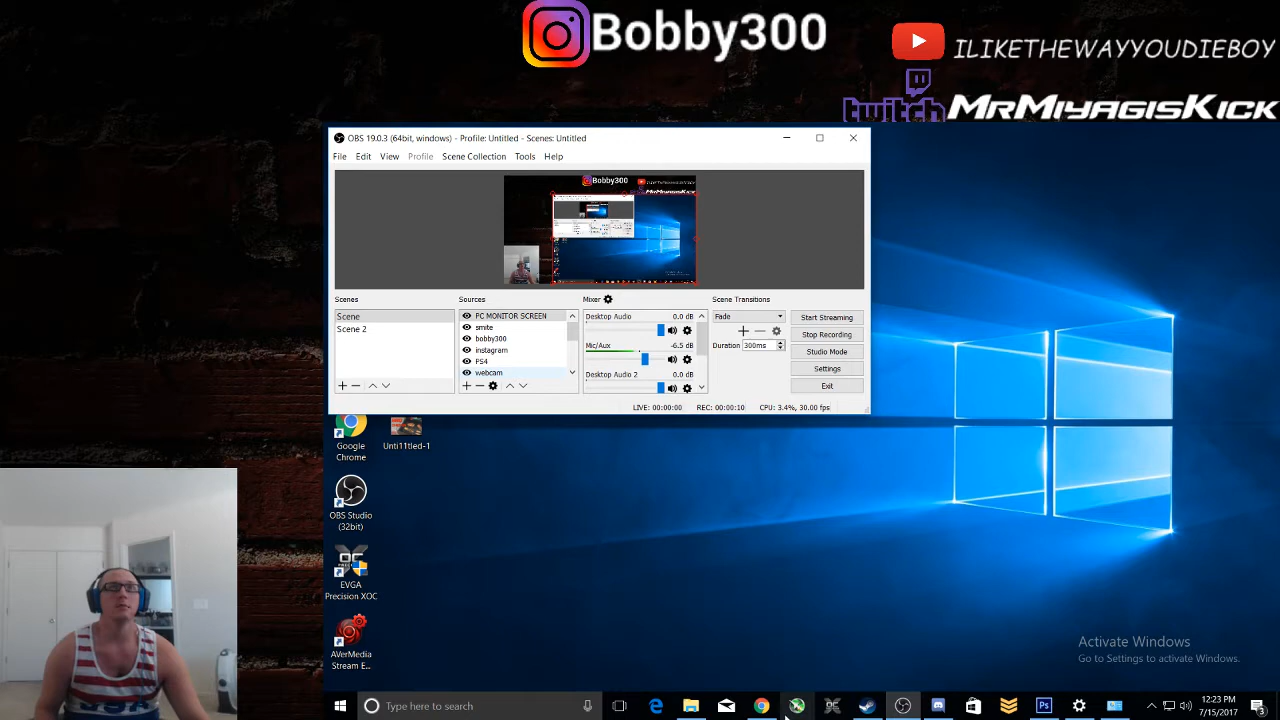 Bobby300
ILIKETHEWAYYOUDIEBOY
twitch MrMiyagisKick
OBS 19.0.3 (64bit, windows) - Profile: Untitled - Scenes: Untitled
File Edit View Profile Scene Collection Tools Help
Bobby300
Scenes Sources Mixer Scene Transitions
Scene
Scene 2
PC MONITOR SCREEN
smite
bobby300
instagram
PS4
webcam
Desktop Audio 0.0 dB
Mic/Aux -6.5 dB
Desktop Audio 2 0.0 dB
Fade
Duration 300ms
Start Streaming
Stop Recording
Studio Mode
Settings
Exit
LIVE: 00:00:00 REC: 00:00:10 CPU: 3.4%, 30.00 fps
Google Chrome
Unti11tled-1
OBS Studio (32bit)
EVGA Precision XOC
AVerMedia Stream E...
Activate Windows
Go to Settings to activate Windows.
Type here to search
Ps
12:23 PM
7/15/2017
3